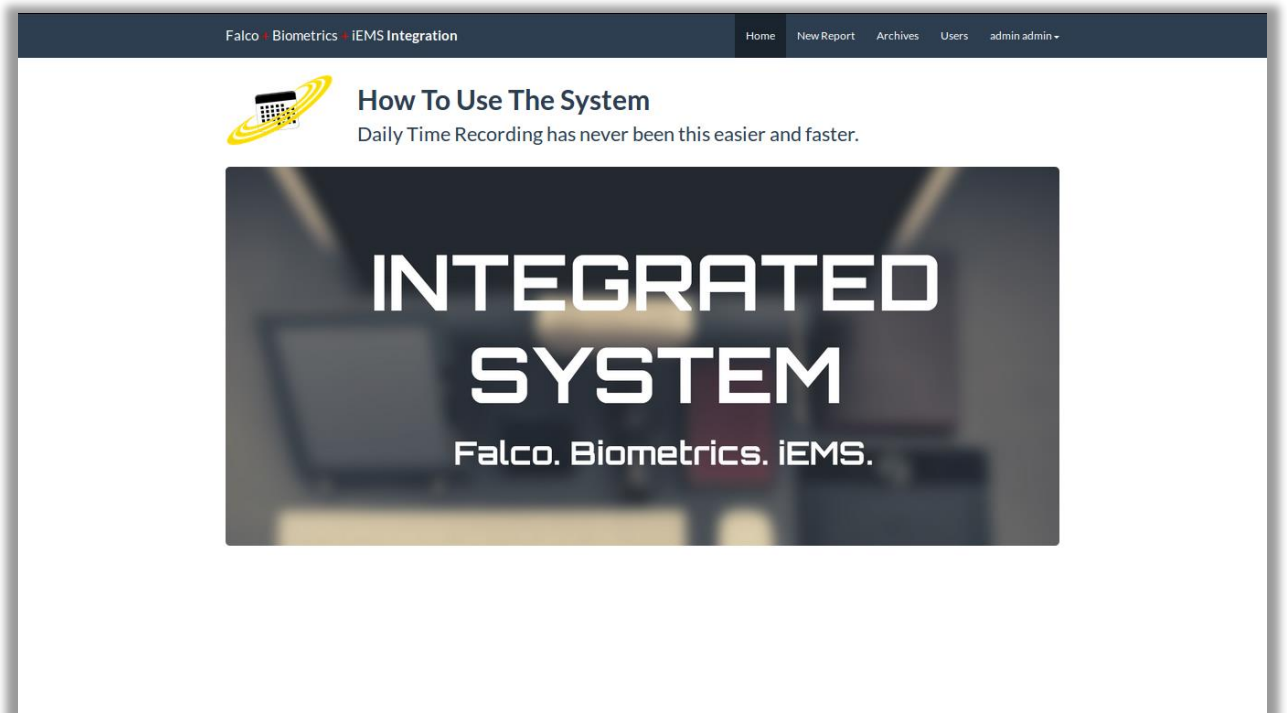 Falco + Biometrics + iEMS Integration
Home New Report Archives Users admin admin
How To Use The System
Daily Time Recording has never been this easier and faster.
INTEGRATED
SYSTEM
Falco. Biometrics. iEMS.